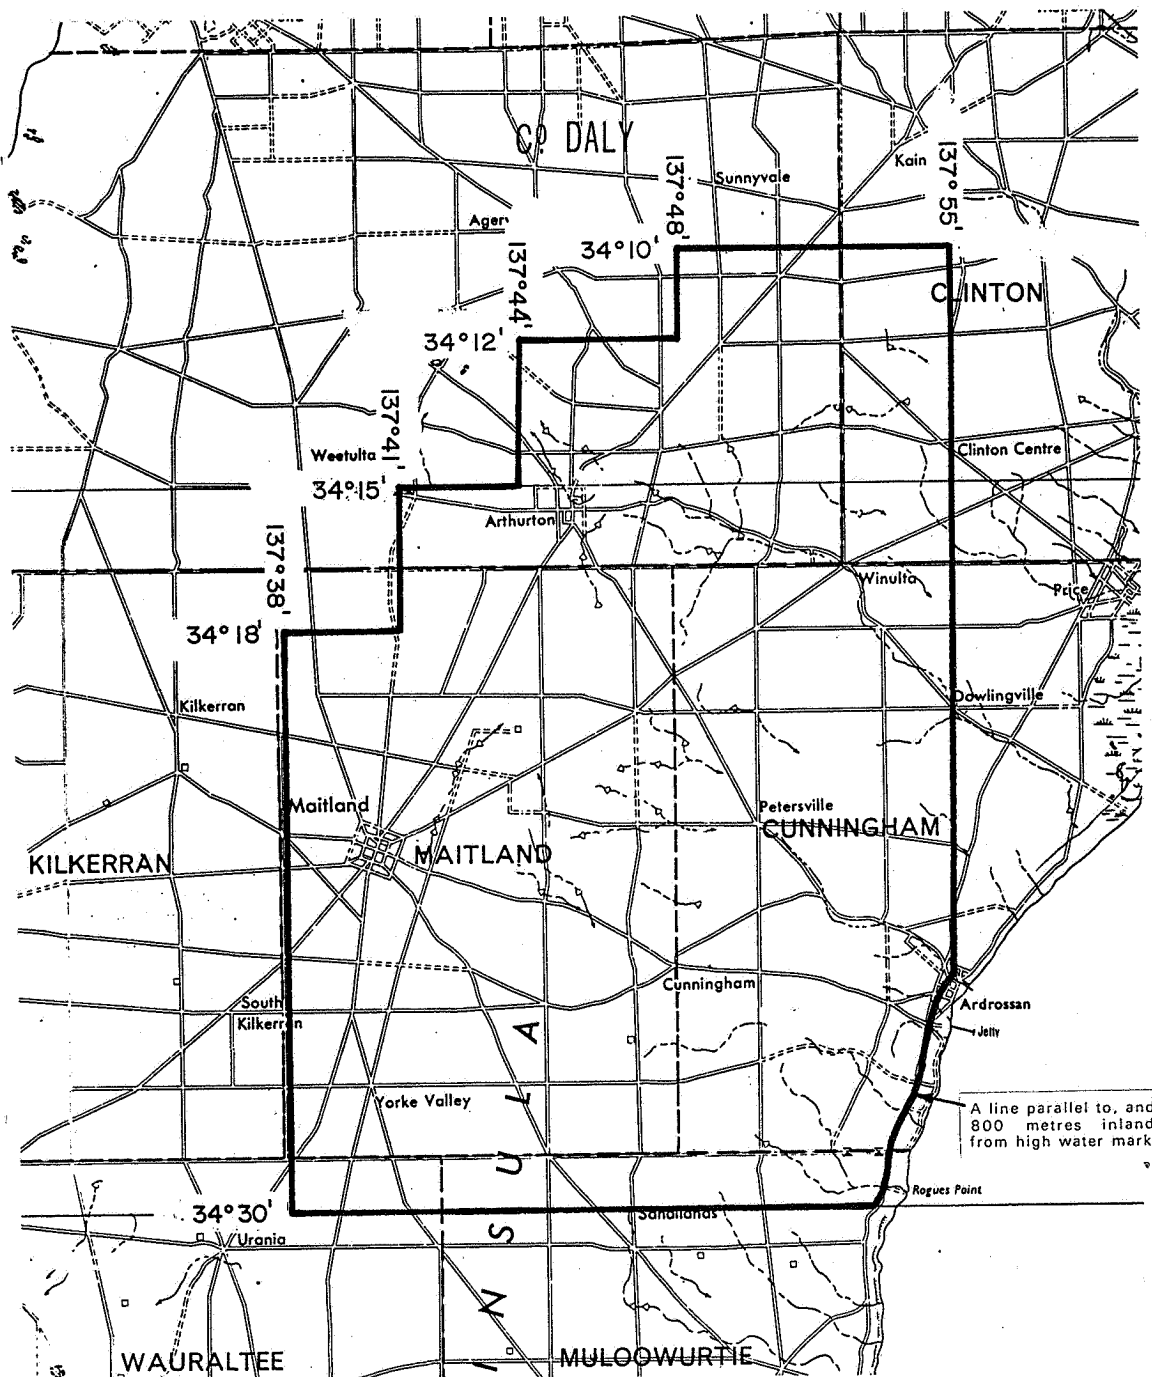 Cº DALY
Kain
137°55'
137°48'
Sunnyvale
34°10'
137°44'
CLINTON
34°12'
137°41'
Weetulta
Clinton Centre
34°15'
Arthurton
137°38'
Winulta
Price
34°18'
Dowlingville
Kilkerran
Maitland
Petersville
CUNNINGHAM
MAITLAND
KILKERRAN
Cunningham
South
Kilkerran
Ardrossan
Jetty
Yorke Valley
A line parallel to, and
800 metres inland
from high water mark
Rogues Point
34°30'
Sandilands
Urania
WAURALTEE
MULOOWURTIE
I N S U L A